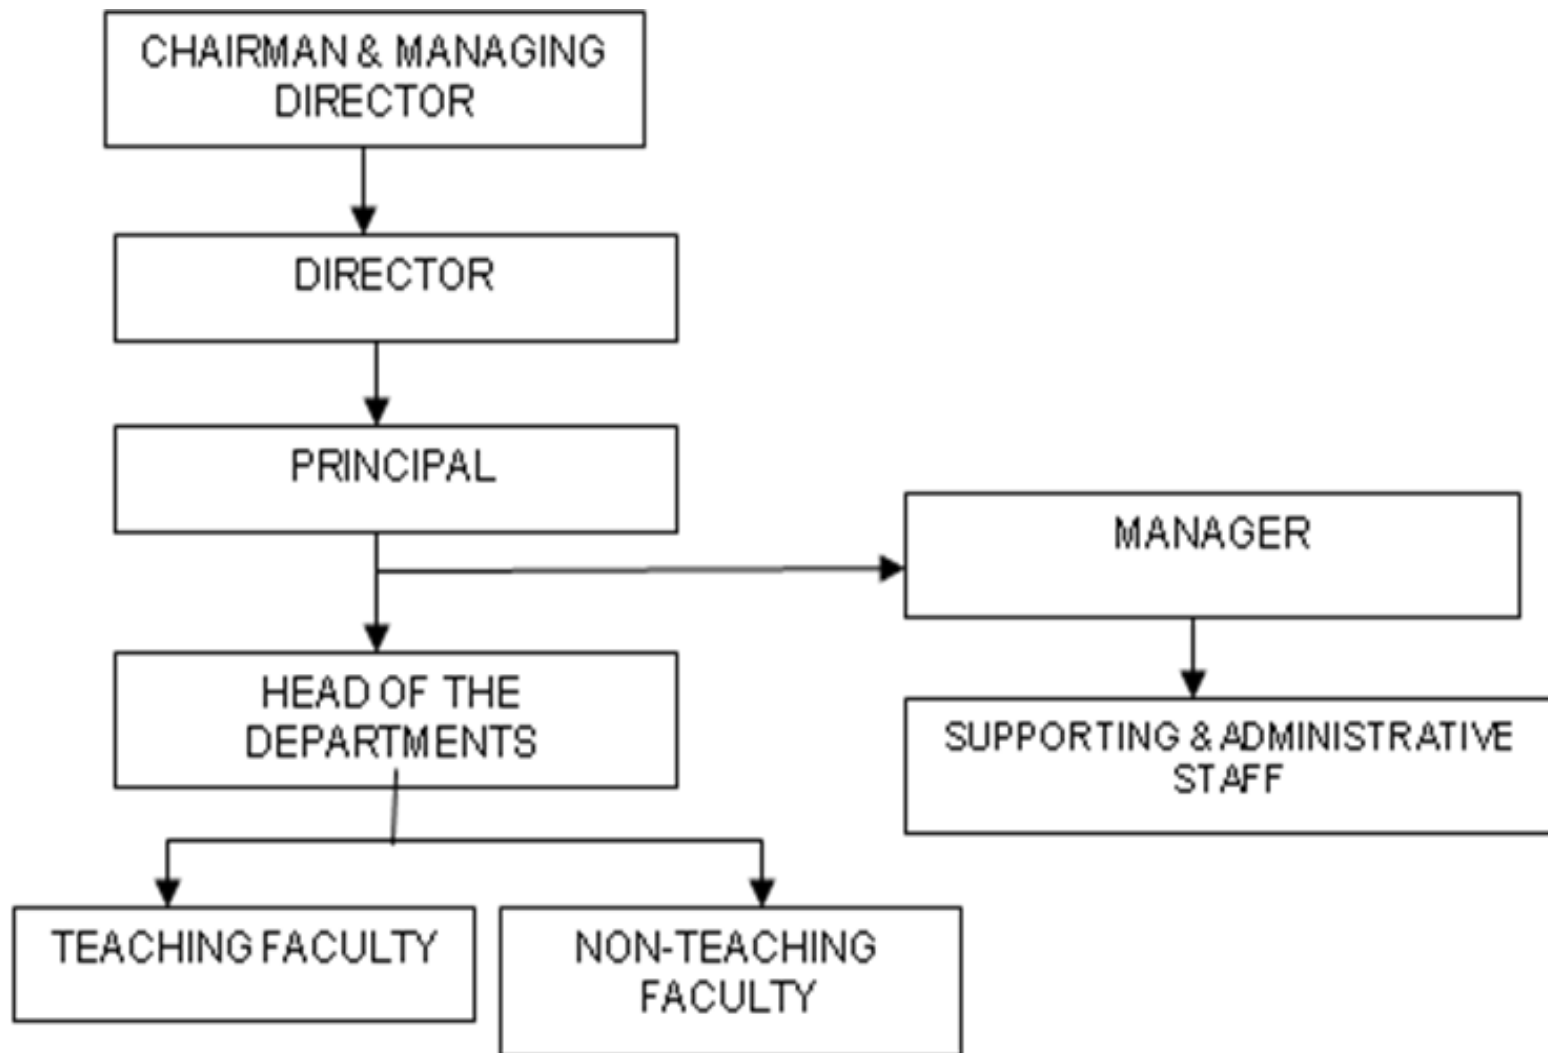 CHAIRMAN & MANAGING
DIRECTOR
DIRECTOR
PRINCIPAL
MANAGER
HEAD OF THE
DEPARTMENTS
SUPPORTING & ADMINISTRATIVE
STAFF
TEACHING FACULTY
NON-TEACHING
FACULTY